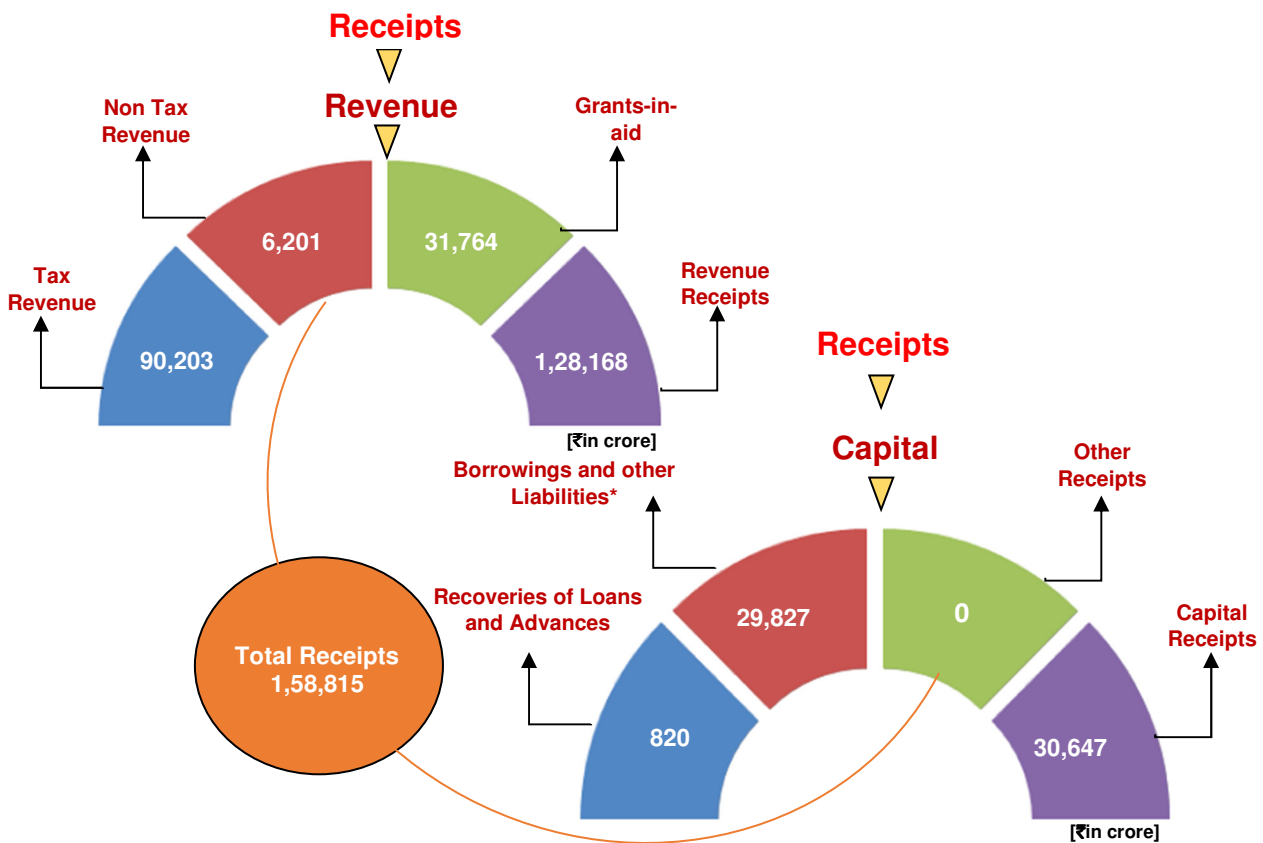 Receipts
Revenue
Non Tax
Revenue
Grants-in-
aid
6,201
31,764
Tax
Revenue
Revenue
Receipts
90,203
1,28,168
[₹in crore]
Receipts
Capital
Borrowings and other
Liabilities*
Other
Receipts
Recoveries of Loans
and Advances
29,827
0
Capital
Receipts
Total Receipts
1,58,815
820
30,647
[₹in crore]